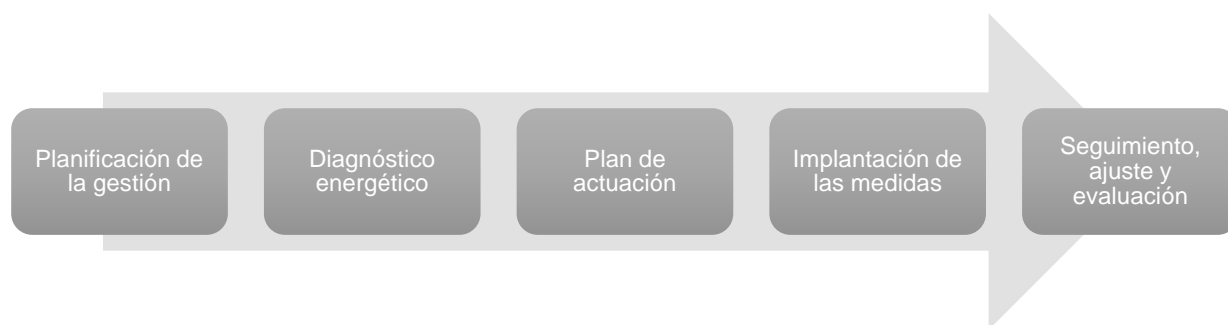 Planificación de
la gestión
Diagnóstico
energético
Plan de
actuación
Implantación de
las medidas
Seguimiento,
ajuste y
evaluación